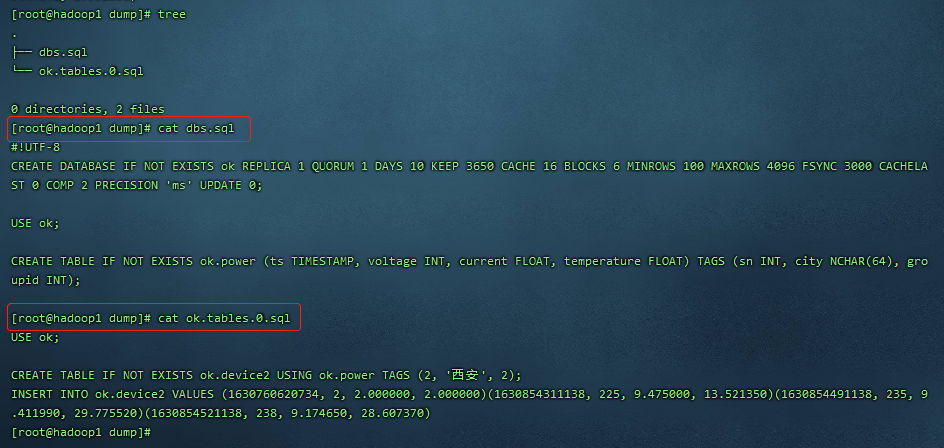 [root@hadoop1 dump]# tree
.
├── dbs.sql
└── ok.tables.0.sql
0 directories, 2 files
[root@hadoop1 dump]# cat dbs.sql
#!UTF-8
CREATE DATABASE IF NOT EXISTS ok REPLICA 1 QUORUM 1 DAYS 10 KEEP 3650 CACHE 16 BLOCKS 6 MINROWS 100 MAXROWS 4096 FSYNC 3000 CACHELA
ST 0 COMP 2 PRECISION 'ms' UPDATE 0;
USE ok;
CREATE TABLE IF NOT EXISTS ok.power (ts TIMESTAMP, voltage INT, current FLOAT, temperature FLOAT) TAGS (sn INT, city NCHAR(64), gro
upid INT);
[root@hadoop1 dump]# cat ok.tables.0.sql
USE ok;
CREATE TABLE IF NOT EXISTS ok.device2 USING ok.power TAGS (2, '西安', 2);
INSERT INTO ok.device2 VALUES (1630760620734, 2, 2.000000, 2.000000)(1630854311138, 225, 9.475000, 13.521350)(1630854491138, 235, 9
.411990, 29.775520)(1630854521138, 238, 9.174650, 28.607370)
[root@hadoop1 dump]#